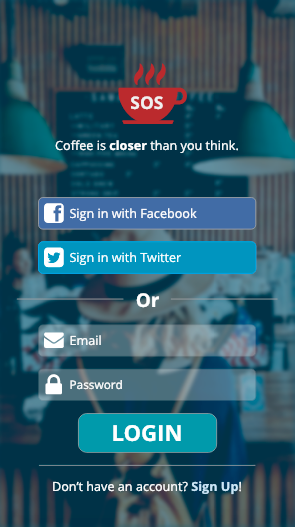 SOS
Coffee is closer than you think.
Sign in with Facebook
Sign in with Twitter
Or
Email
Password
LOGIN
Don't have an account? Sign Up!